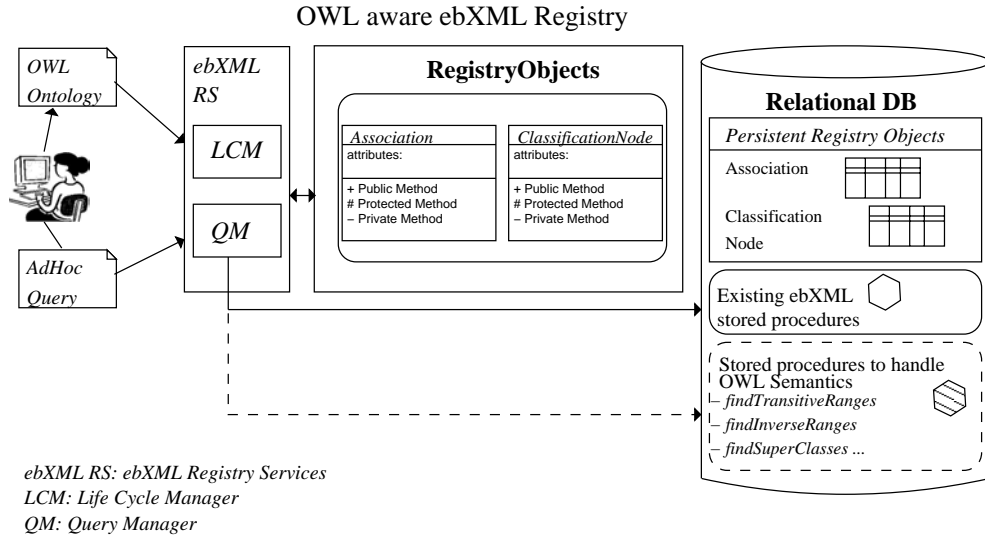 OWL aware ebXML Registry
OWL
Ontology
AdHoc
Query
ebXML
RS
LCM
QM
RegistryObjects
Association
attributes:
+ Public Method
# Protected Method
– Private Method
ClassificationNode
attributes:
+ Public Method
# Protected Method
– Private Method
Relational DB
Persistent Registry Objects
Association
Classification
Node
Existing ebXML
stored procedures
Stored procedures to handle
OWL Semantics
– findTransitiveRanges
– findInverseRanges
– findSuperClasses ...
ebXML RS: ebXML Registry Services
LCM: Life Cycle Manager
QM: Query Manager